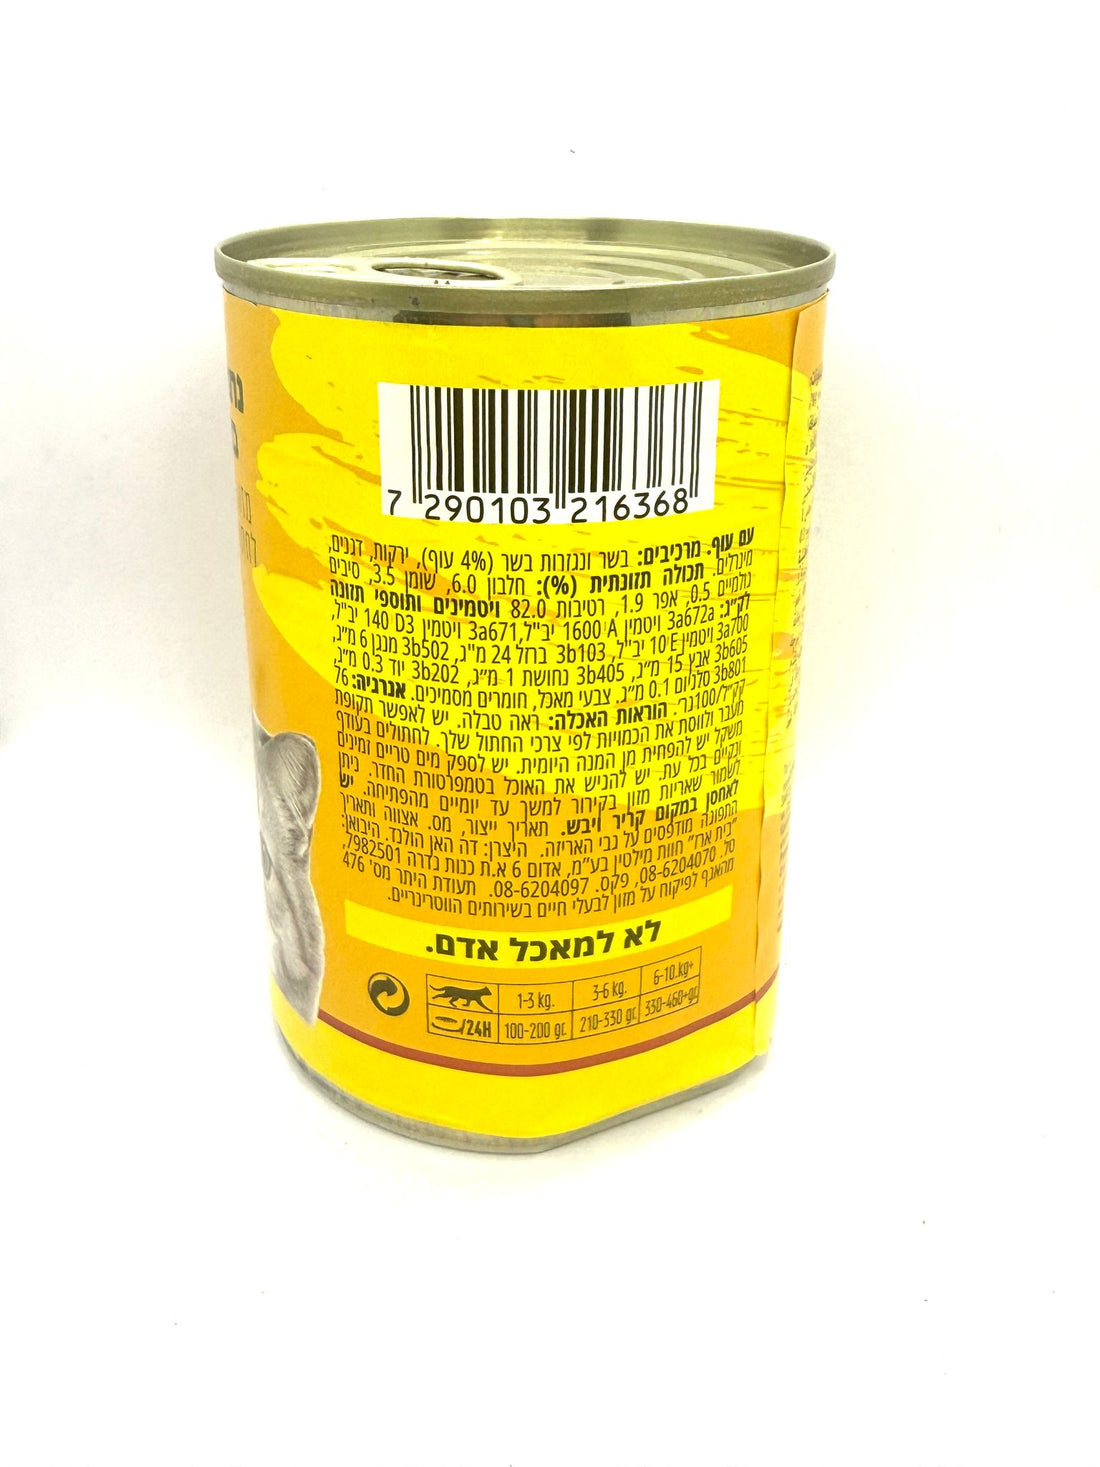 7 290103 216368
עם עוף. מרכיבים: בשר ונגזרות בשר (4% עוף), ירקות, דגנים,
מינרלים. תכולה תזונתית (%): חלבון 6.0, שומן 3.5, סיבים
גולמיים 0.5, אפר 1.9, רטיבות 82.0 ויטמינים ותוספי תזונה
לק״ג: 3a672a ויטמין A 1600 יב"ל, 3a671 ויטמין D3 140 יב"ל,
3a700 ויטמין E 10 יב"ל, 3b103 ברזל 24 מ"ג, 3b502 מנגן 6 מ״ג,
3b605 אבץ 15 מ״ג, 3b405 נחושת 1 מ״ג, 3b202 יוד 0.3 מ״ג,
3b801 סלניום 0.1 מ״ג. צבעי מאכל, חומרים מסמיכים. אנרגיה: 76
קק״ל/100גר׳. הוראות האכלה: ראה טבלה. יש לאפשר תקופת
מעבר ולווסת את הכמויות לפי צרכי החתול שלך. לחתולים בעודף
משקל יש להפחית מן המנה היומית. יש לספק מים טריים זמינים
ונקיים בכל עת. יש להגיש את האוכל בטמפרטורת החדר. ניתן
לשמור שאריות מזון בקירור למשך עד יומיים מהפתיחה. יש
לאחסן במקום קריר ויבש. תאריך ייצור, מס. אצווה ותאריך
התפוגה מודפסים על גבי האריזה. היצרן: דה האן הולנד. היבואן:
"בית ארז" חוות מילטין בע״מ, אדום 6 א.ת כנות גדרה 7982501,
טל. 08-6204070, פקס. 08-6204097. תעודת היתר מס' 476
מהאגף לפיקוח על מזון לבעלי חיים בשירותים הווטרינריים.
לא למאכל אדם.
1-3 kg. 3-6 kg. 6-10.kg+
/24H 100-200 gr. 210-330 gr. 330-460+gr.